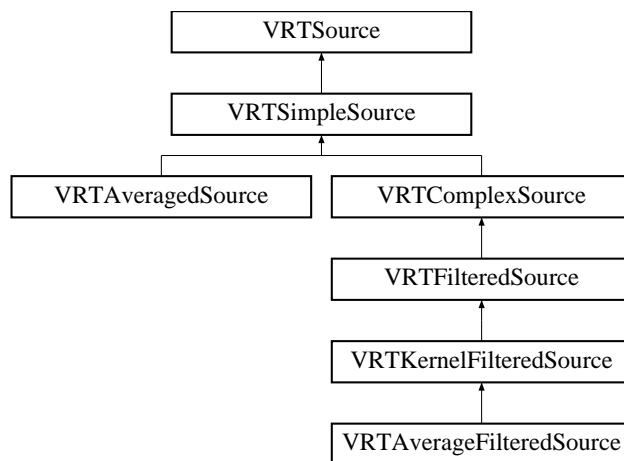 VRTSource
VRTSimpleSource
VRTAveragedSource
VRTComplexSource
VRTFilteredSource
VRTKernelFilteredSource
VRTAverageFilteredSource